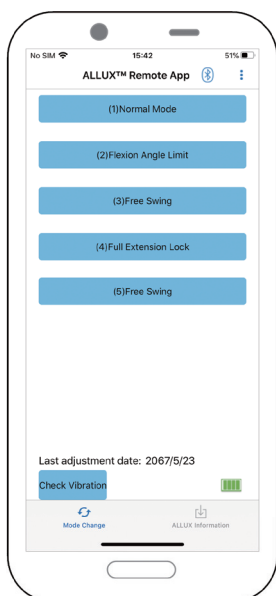 No SIM 15:42 51%
ALLUX™ Remote App
(1)Normal Mode
(2)Flexion Angle Limit
(3)Free Swing
(4)Full Extension Lock
(5)Free Swing
Last adjustment date: 2067/5/23
Check Vibration
Mode Change ALLUX Information